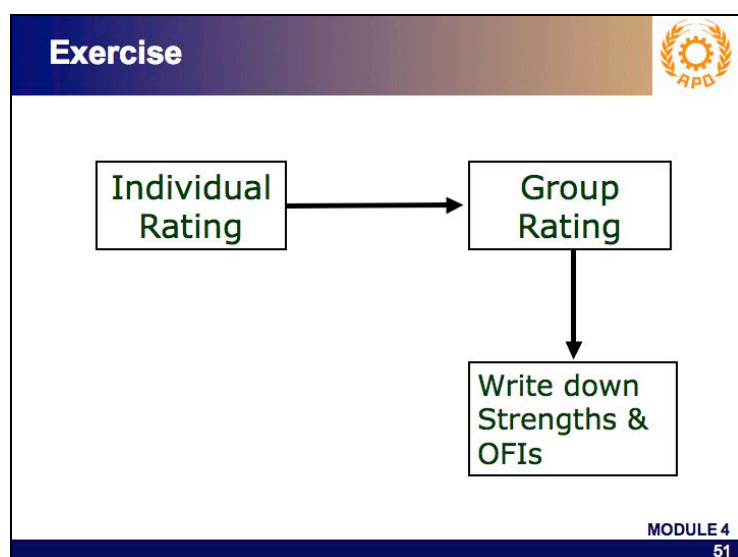 Exercise
APO
Individual
Rating
Group
Rating
Write down
Strengths &
OFIs
MODULE 4
51